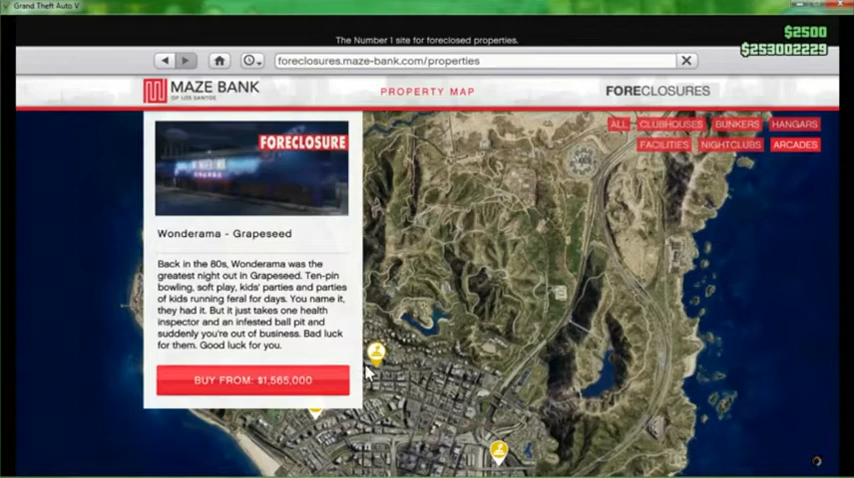 Grand Theft Auto V
$2500
The Number 1 site for foreclosed properties.
$253002229
foreclosures.maze-bank.com/properties
MAZE BANK
OF LOS SANTOS
PROPERTY MAP
FORECLOSURES
ALL CLUBHOUSES BUNKERS HANGARS
FACILITIES NIGHTCLUBS ARCADES
FORECLOSURE
Wonderama - Grapeseed
Back in the 80s, Wonderama was the
greatest night out in Grapeseed. Ten-pin
bowling, soft play, kids' parties and parties
of kids running feral for days. You name it,
they had it. But it just takes one health
inspector and an infested ball pit and
suddenly you're out of business. Bad luck
for them. Good luck for you.
BUY FROM: $1,565,000